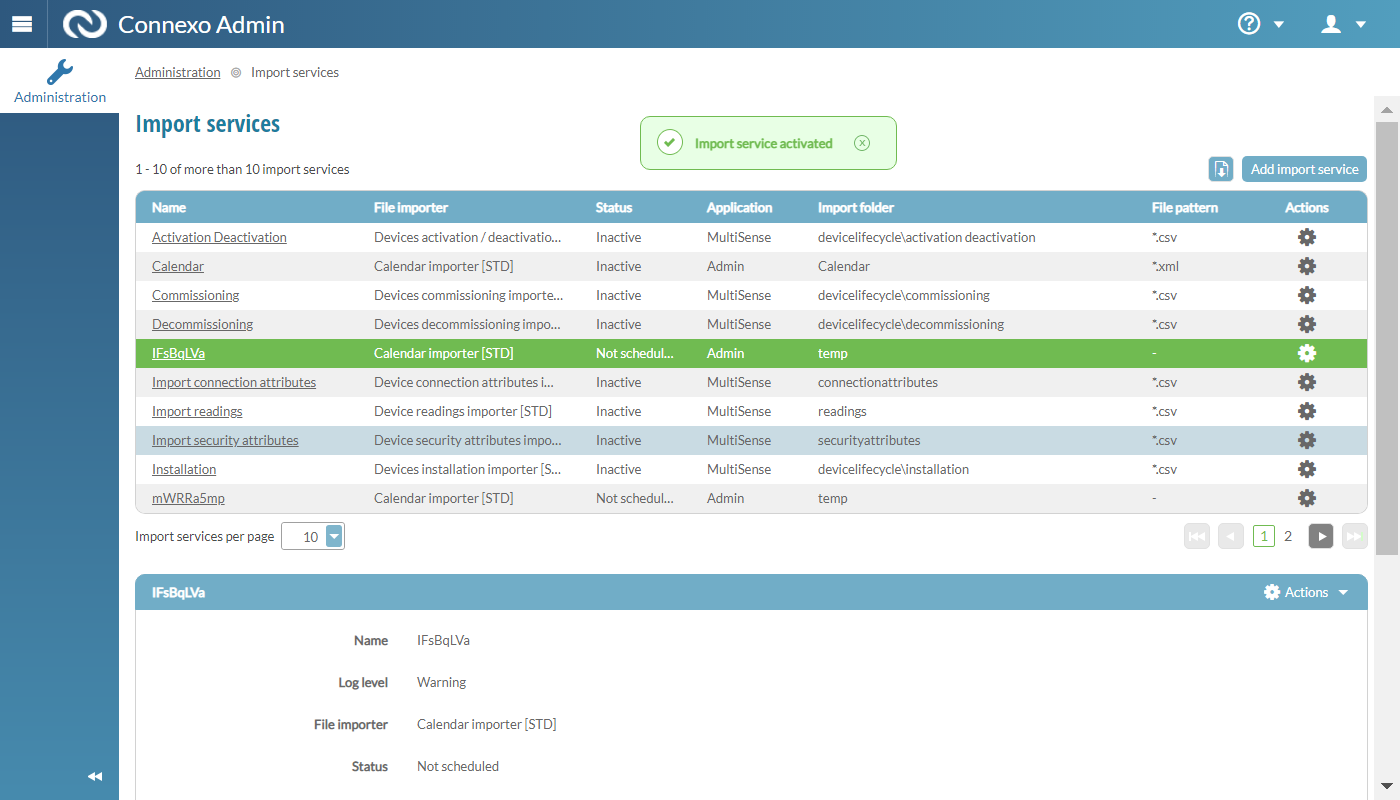 Connexo Admin
Administration
Administration Import services
Import services
Import service activated
1 - 10 of more than 10 import services
Add import service
Name File importer Status Application Import folder File pattern Actions
Activation Deactivation Devices activation / deactivatio... Inactive MultiSense devicelifecycle\activation deactivation *.csv
Calendar Calendar importer [STD] Inactive Admin Calendar *.xml
Commissioning Devices commissioning importe... Inactive MultiSense devicelifecycle\commissioning *.csv
Decommissioning Devices decommissioning impo... Inactive MultiSense devicelifecycle\decommissioning *.csv
IFsBqLVa Calendar importer [STD] Not schedul... Admin temp -
Import connection attributes Device connection attributes i... Inactive MultiSense connectionattributes *.csv
Import readings Device readings importer [STD] Inactive MultiSense readings *.csv
Import security attributes Device security attributes impo... Inactive MultiSense securityattributes *.csv
Installation Devices installation importer [S... Inactive MultiSense devicelifecycle\installation *.csv
mWRRa5mp Calendar importer [STD] Not schedul... Admin temp -
Import services per page 10 1 2
IFsBqLVa Actions
Name IFsBqLVa
Log level Warning
File importer Calendar importer [STD]
Status Not scheduled